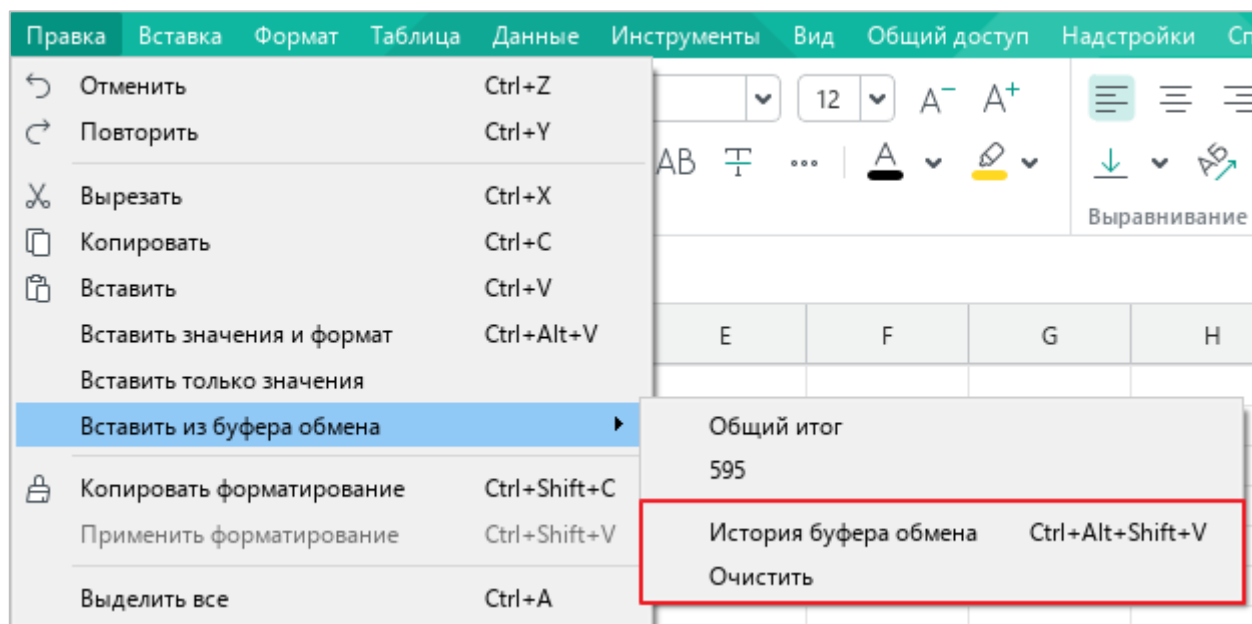 Правка Вставка Формат Таблица Данные Инструменты Вид Общий доступ Надстройки
Отменить Ctrl+Z
Повторить Ctrl+Y
12 A− A+
AB
A
АБ
Вырезать Ctrl+X
Выравнивание
Копировать Ctrl+C
Вставить Ctrl+V
Вставить значения и формат Ctrl+Alt+V
E F G H
Вставить только значения
Вставить из буфера обмена
Общий итог
595
Копировать форматирование Ctrl+Shift+C
Применить форматирование Ctrl+Shift+V
История буфера обмена Ctrl+Alt+Shift+V
Очистить
Выделить все Ctrl+A